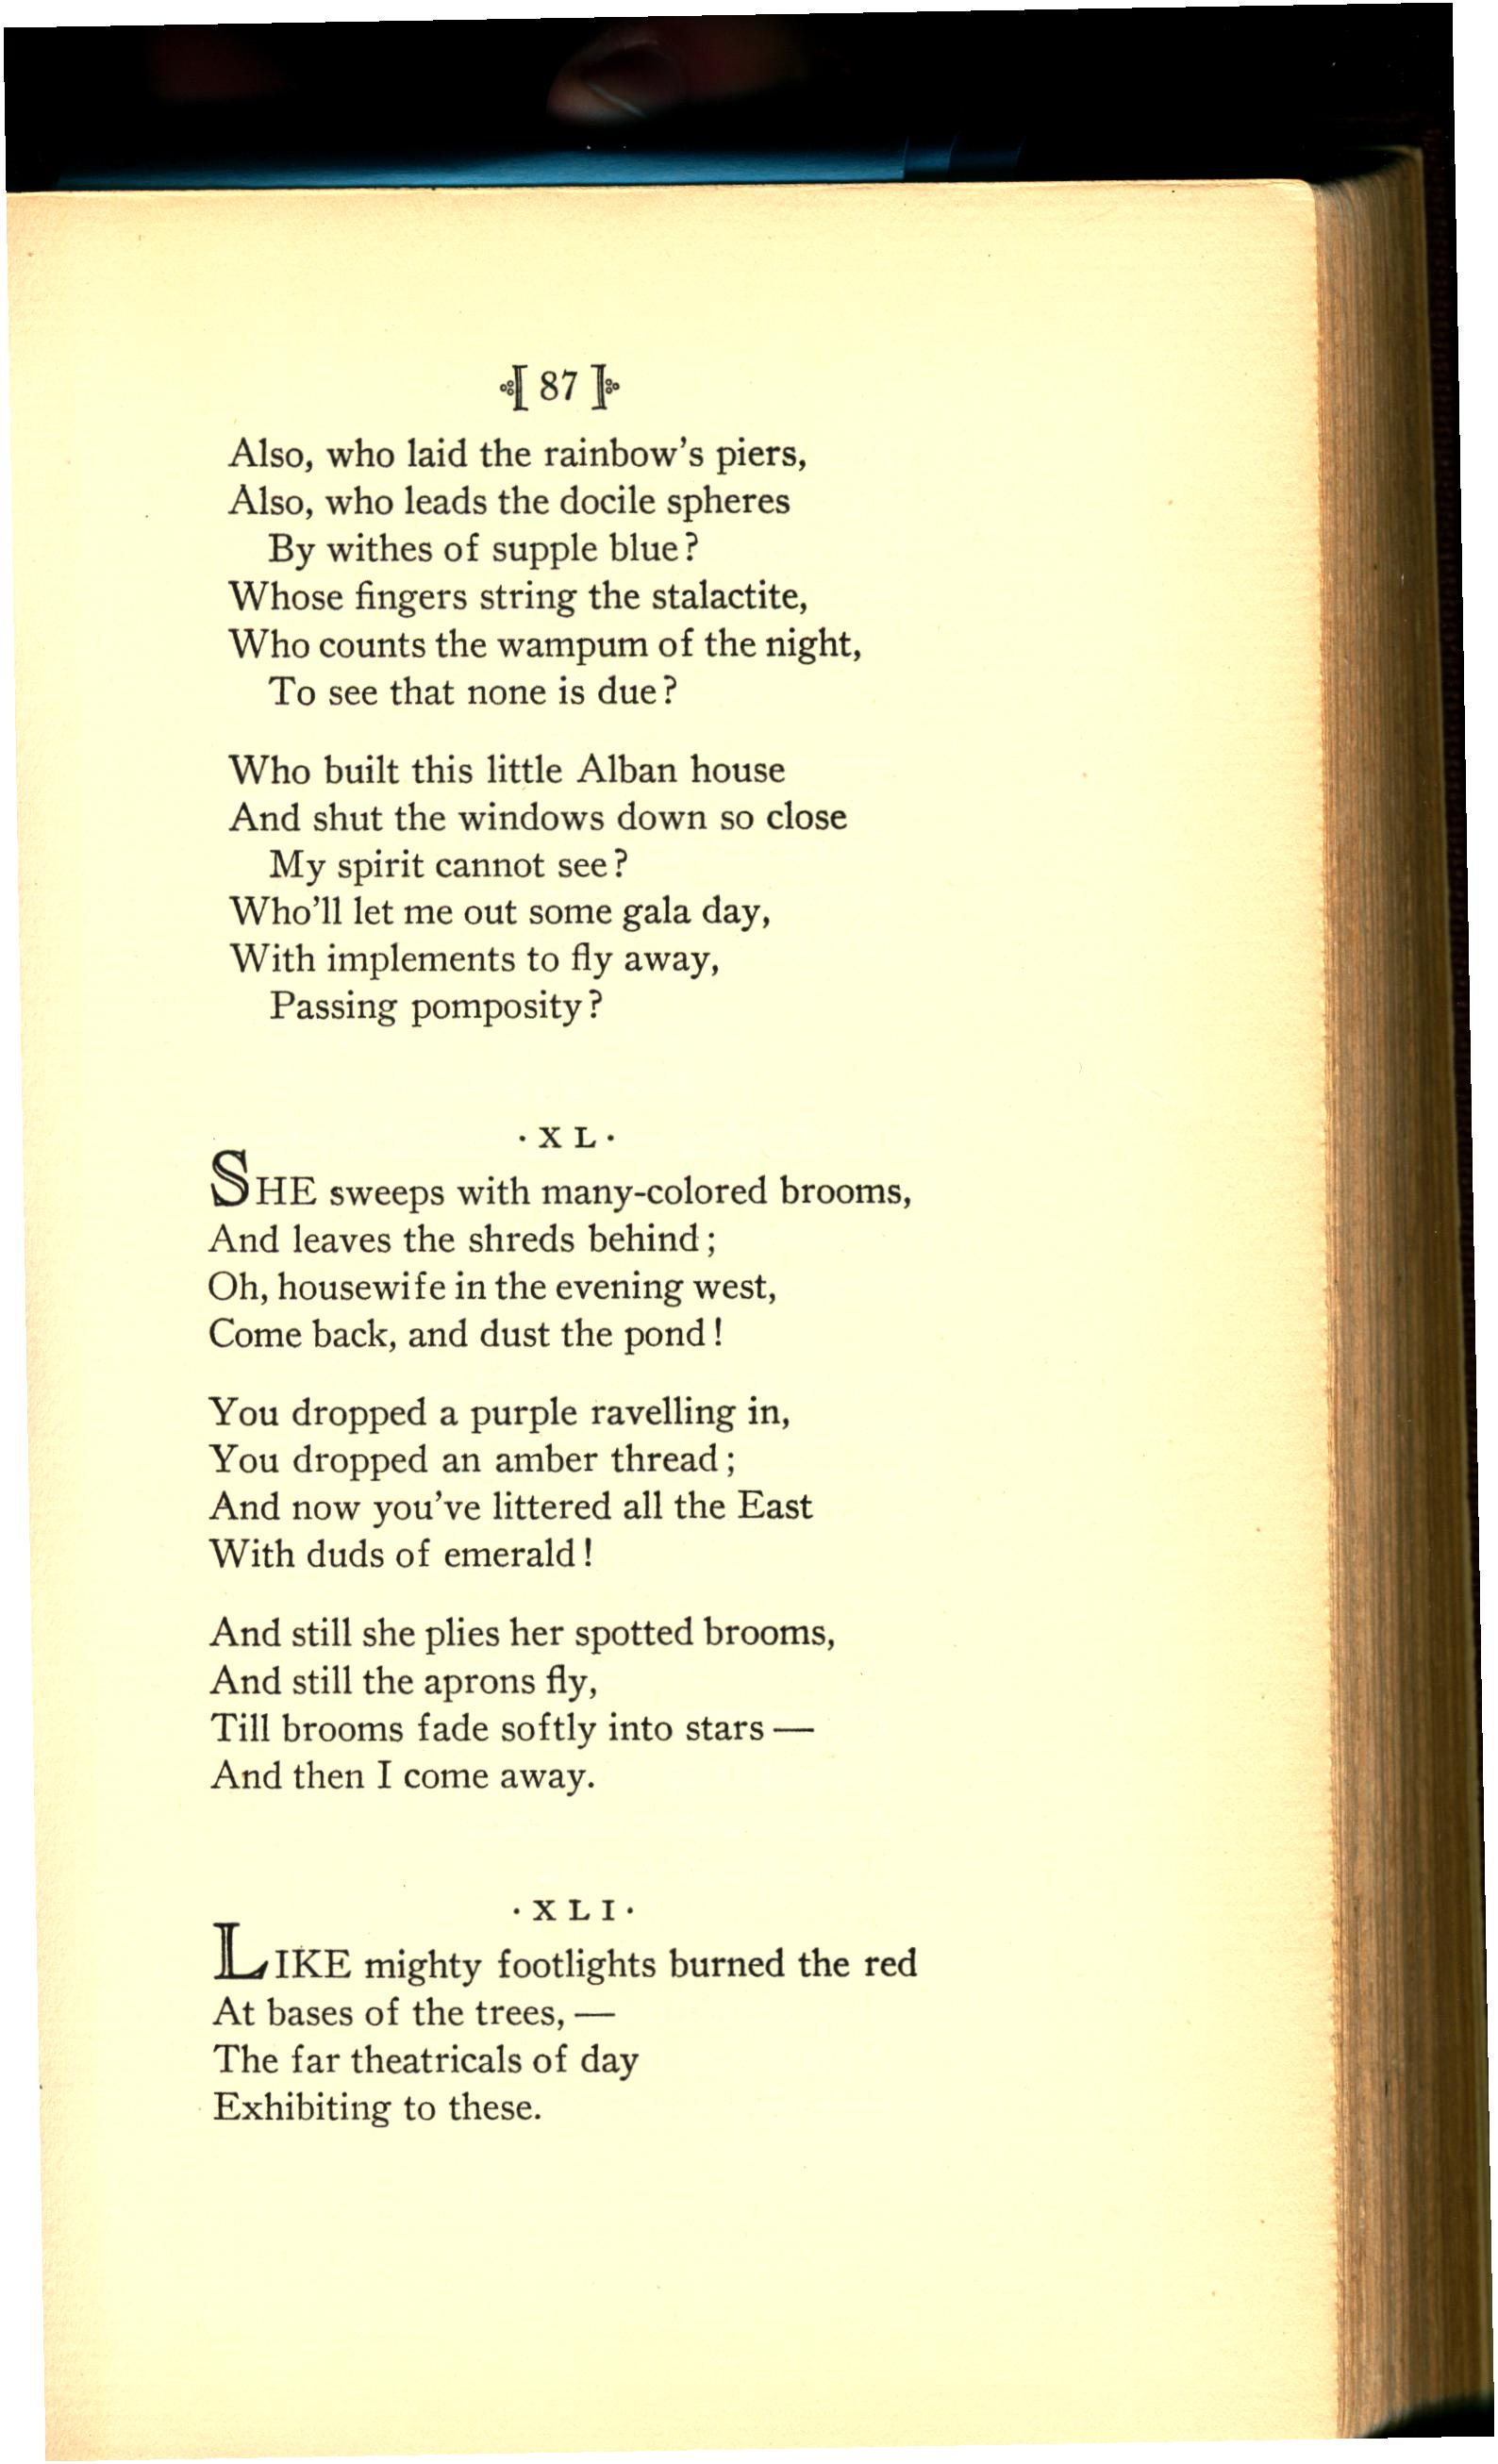 87
Also, who laid the rainbow's piers,
Also, who leads the docile spheres
By withes of supple blue?
Whose fingers string the stalactite,
Who counts the wampum of the night,
To see that none is due?
Who built this little Alban house
And shut the windows down so close
My spirit cannot see?
Who'll let me out some gala day,
With implements to fly away,
Passing pomposity?
· X L ·
SHE sweeps with many-colored brooms,
And leaves the shreds behind;
Oh, housewife in the evening west,
Come back, and dust the pond!
You dropped a purple ravelling in,
You dropped an amber thread;
And now you've littered all the East
With duds of emerald!
And still she plies her spotted brooms,
And still the aprons fly,
Till brooms fade softly into stars —
And then I come away.
· X L I ·
LIKE mighty footlights burned the red
At bases of the trees, —
The far theatricals of day
Exhibiting to these.